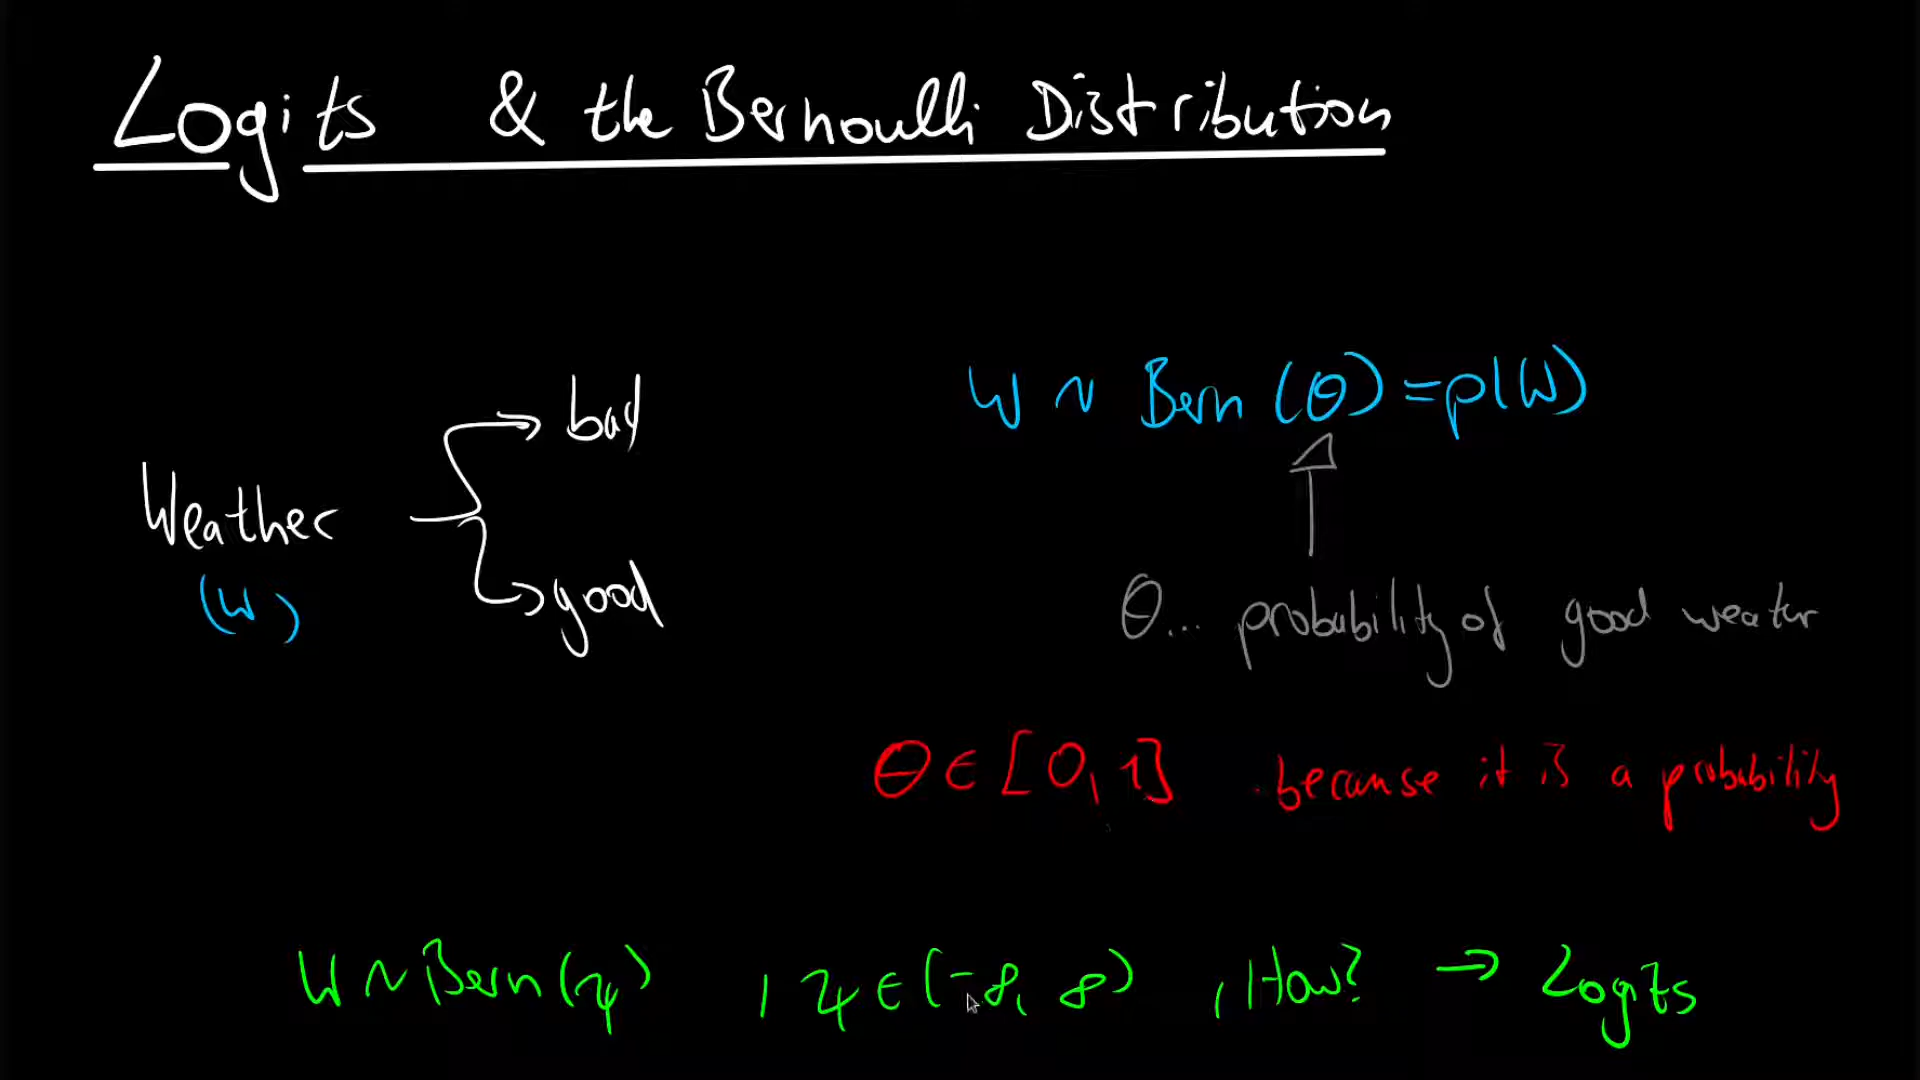 Logits & the Bernoulli Distribution
bad
W ~ Bern (θ) = p(W)
Weather
(W)
good
θ... probability of good weater
θ ∈ [0, 1] because it is a probability
W ~ Bern(ψ) , ψ ∈ (-∞, ∞) , How? → Logits